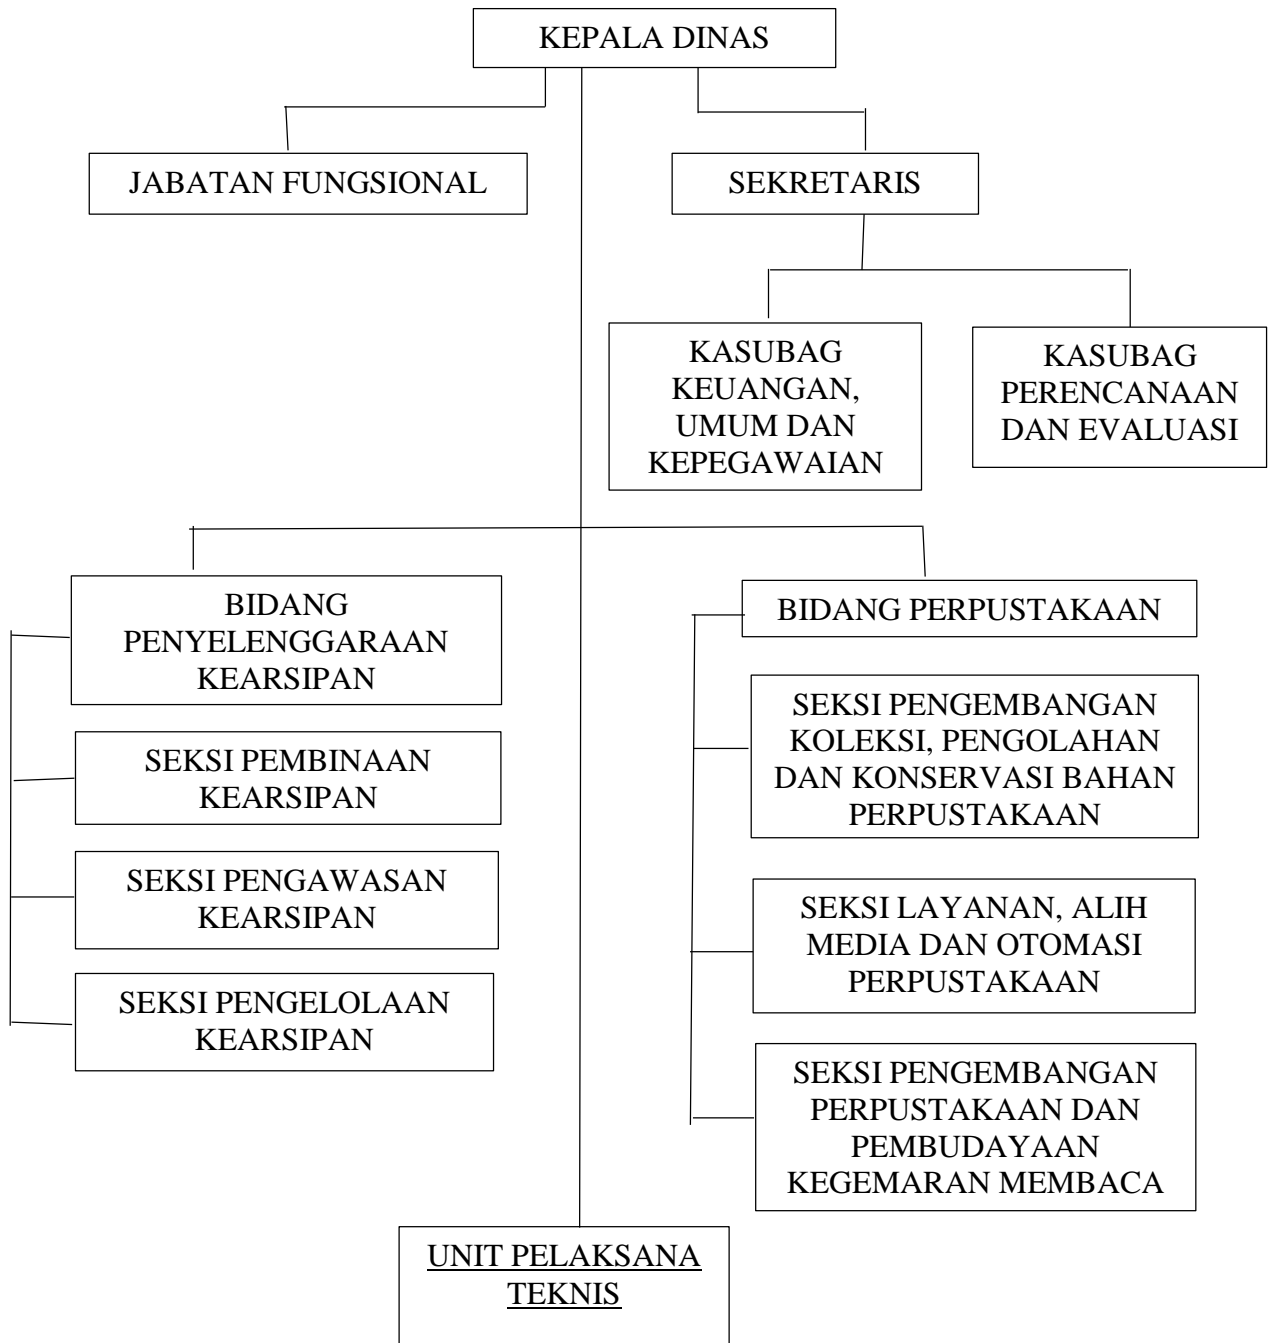 KEPALA DINAS
JABATAN FUNGSIONAL
SEKRETARIS
KASUBAG
KEUANGAN,
UMUM DAN
KEPEGAWAIAN
KASUBAG
PERENCANAAN
DAN EVALUASI
BIDANG
PENYELENGGARAAN
KEARSIPAN
SEKSI PEMBINAAN
KEARSIPAN
SEKSI PENGAWASAN
KEARSIPAN
SEKSI PENGELOLAAN
KEARSIPAN
BIDANG PERPUSTAKAAN
SEKSI PENGEMBANGAN
KOLEKSI, PENGOLAHAN
DAN KONSERVASI BAHAN
PERPUSTAKAAN
SEKSI LAYANAN, ALIH
MEDIA DAN OTOMASI
PERPUSTAKAAN
SEKSI PENGEMBANGAN
PERPUSTAKAAN DAN
PEMBUDAYAAN
KEGEMARAN MEMBACA
UNIT PELAKSANA
TEKNIS